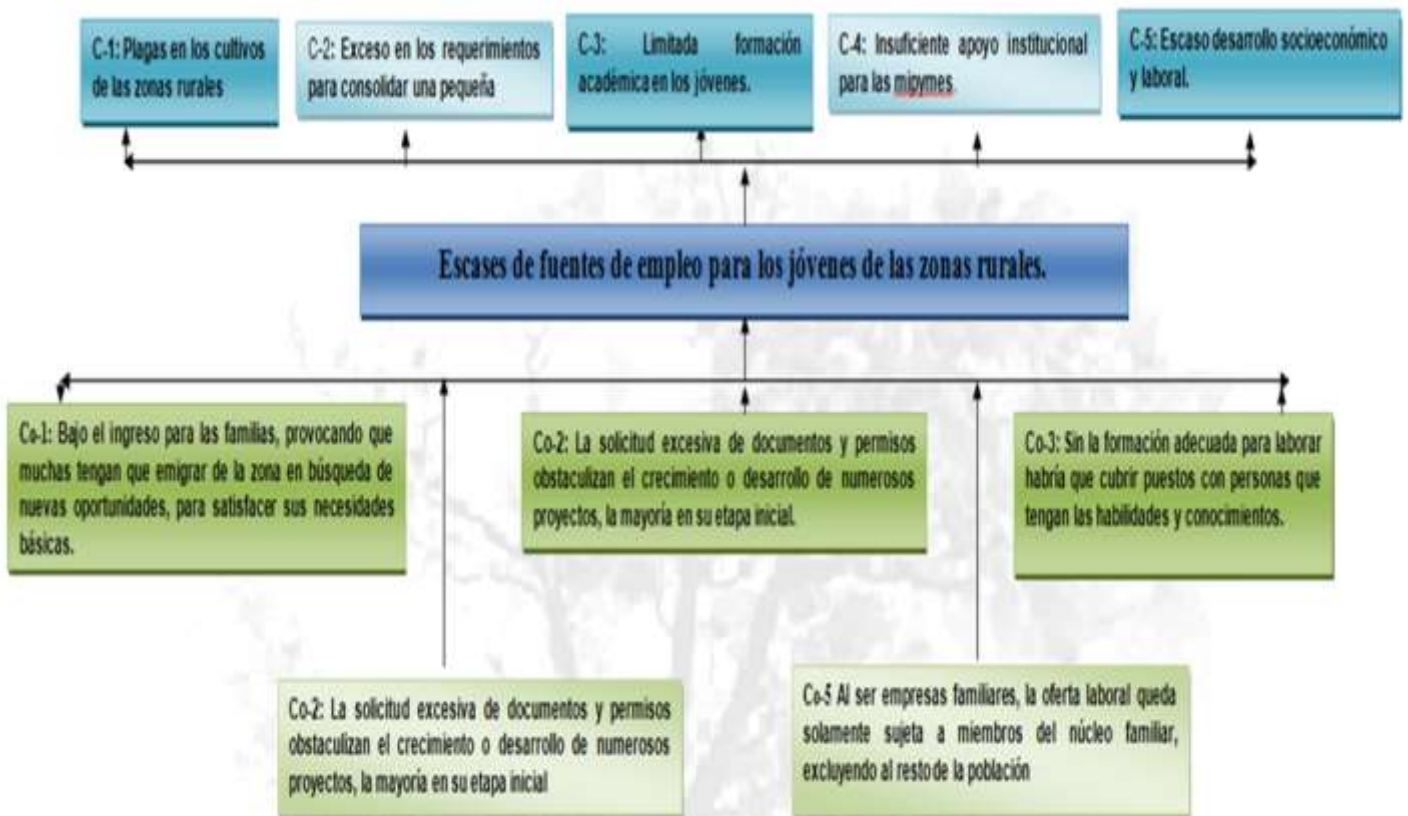 C-1: Plagas en los cultivos
de las zonas rurales
C-2: Exceso en los requerimientos
para consolidar una pequeña
C-3: Limitada formación
académica en los jóvenes.
C-4: Insuficiente apoyo institucional
para las mipymes.
C-5: Escaso desarrollo socioeconómico
y laboral.
Escases de fuentes de empleo para los jóvenes de las zonas rurales.
Co-1: Bajo el ingreso para las familias, provocando que
muchas tengan que emigrar de la zona en búsqueda de
nuevas oportunidades, para satisfacer sus necesidades
básicas.
Co-2: La solicitud excesiva de documentos y permisos
obstaculizan el crecimiento o desarrollo de numerosos
proyectos, la mayoría en su etapa inicial.
Co-3: Sin la formación adecuada para laborar
habría que cubrir puestos con personas que
tengan las habilidades y conocimientos.
Co-2: La solicitud excesiva de documentos y permisos
obstaculizan el crecimiento o desarrollo de numerosos
proyectos, la mayoría en su etapa inicial
Co-5 Al ser empresas familiares, la oferta laboral queda
solamente sujeta a miembros del núcleo familiar,
excluyendo al resto de la población